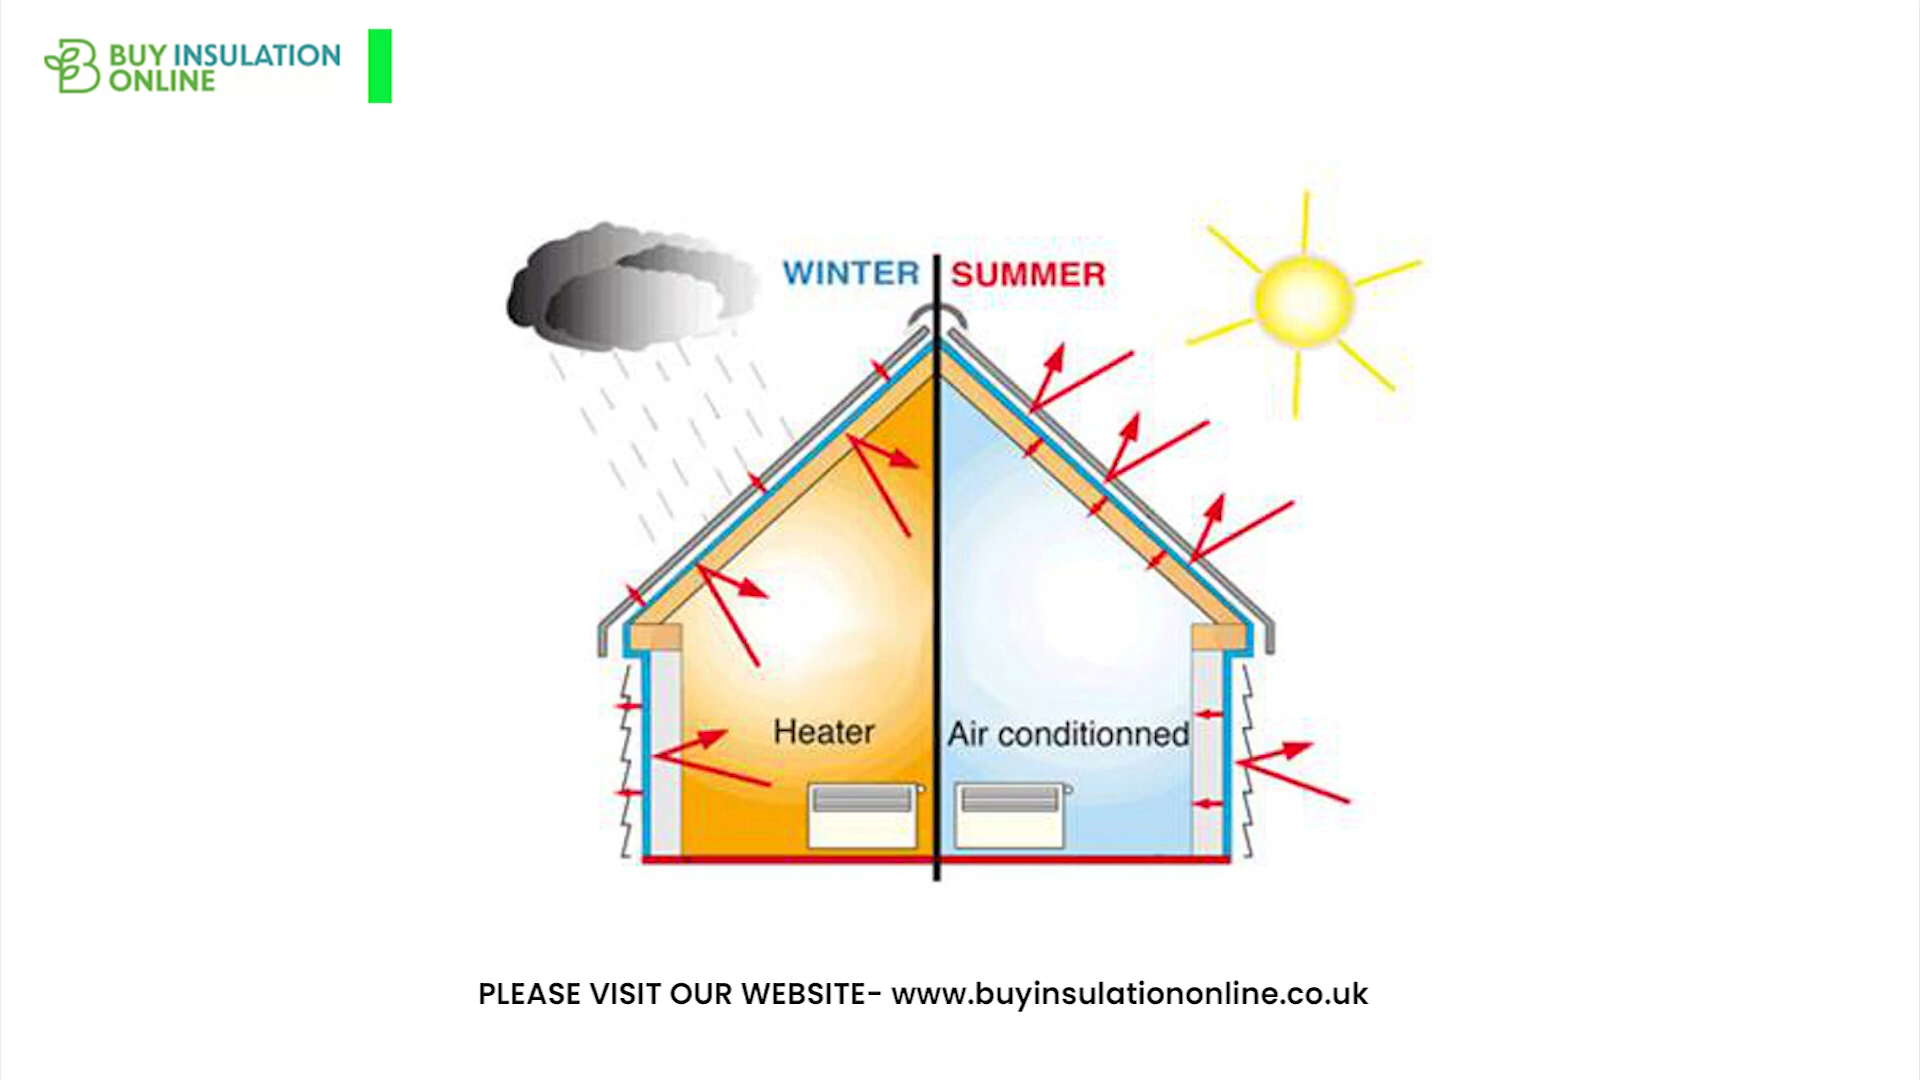 BUY INSULATION
ONLINE
WINTER
SUMMER
Heater
Air conditionned
PLEASE VISIT OUR WEBSITE- www.buyinsulationonline.co.uk